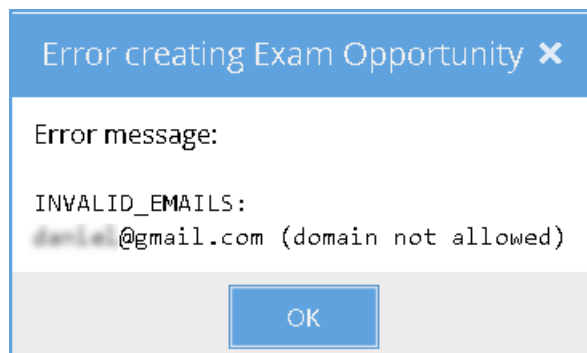 Error creating Exam Opportunity ×
Error message:
INVALID_EMAILS:
@gmail.com (domain not allowed)
OK